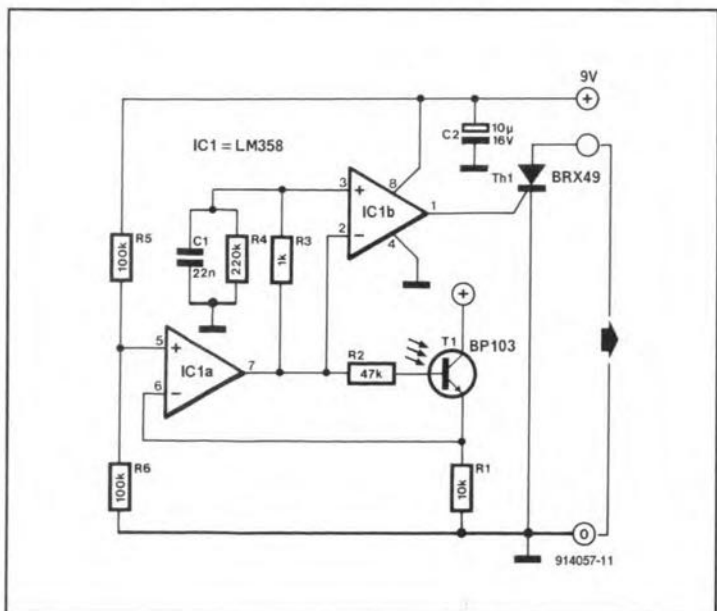 9V
+
IC1 = LM358
C2
10µ
16V
Th1
BRX49
8
3
+
IC1b
1
2
−
4
R5
100k
C1
22n
R4
220k
R3
1k
+
T1
BP103
5
+
IC1a
7
6
−
R2
47k
R6
100k
R1
10k
0
914057-11